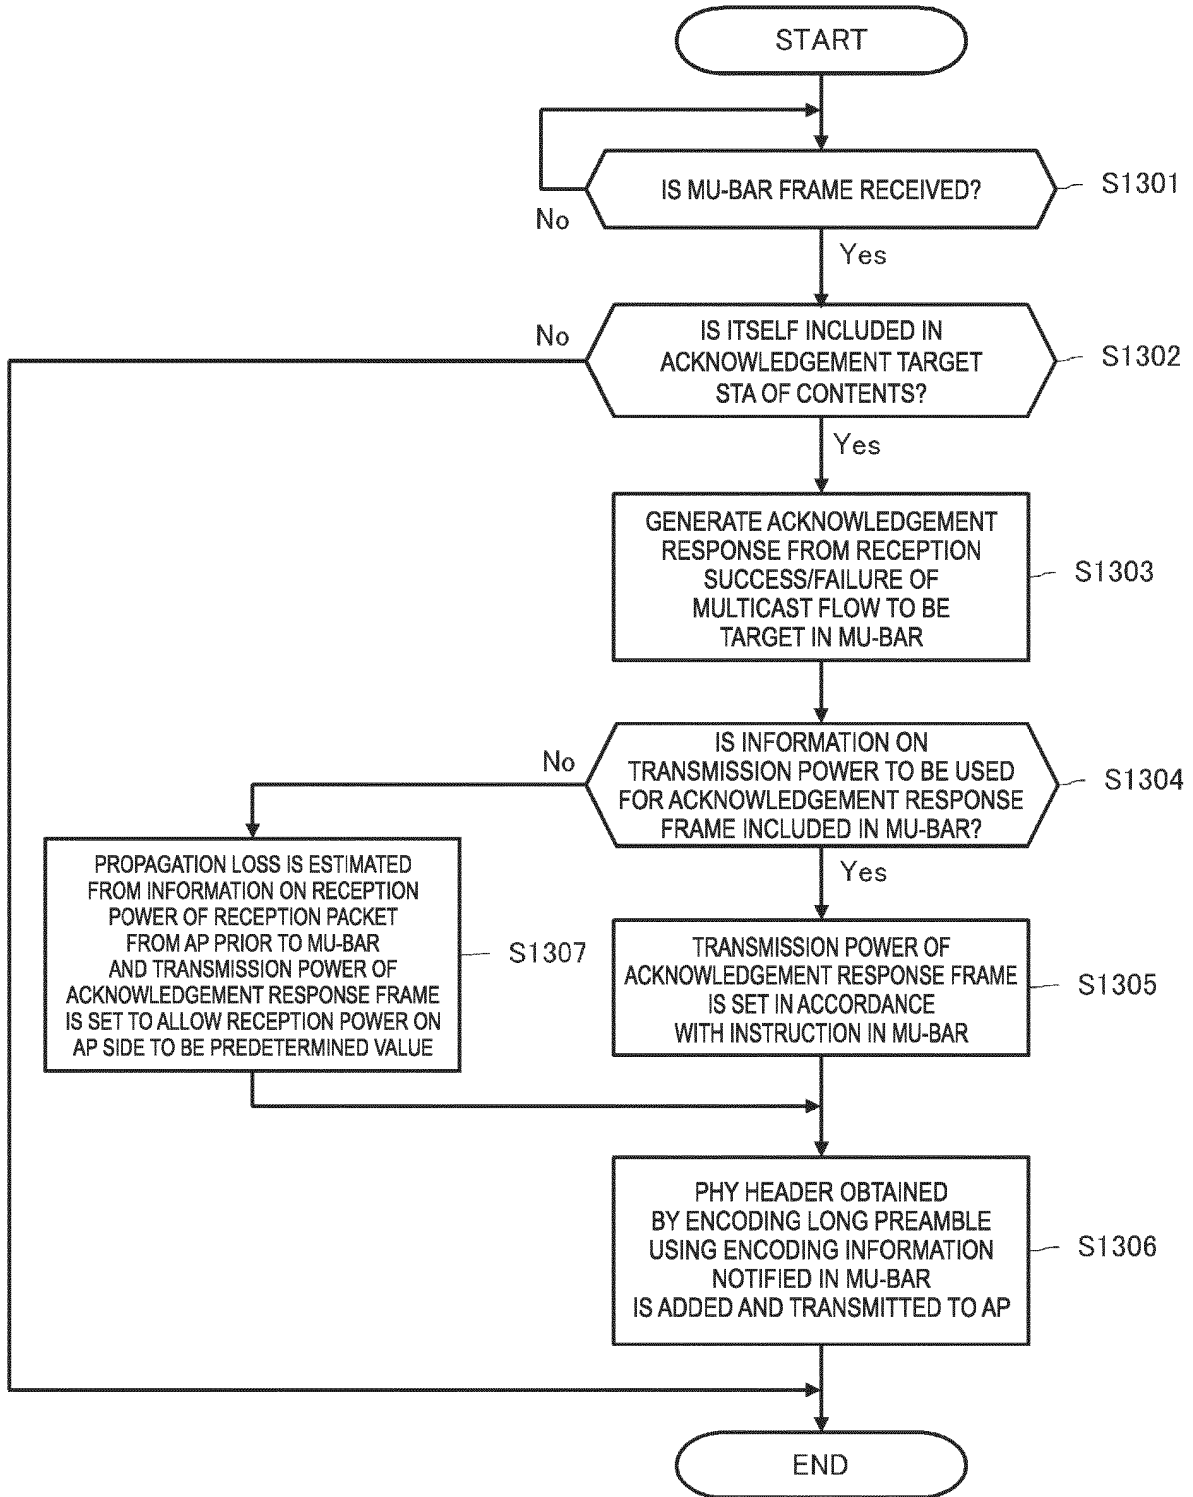 START
IS MU-BAR FRAME RECEIVED?
S1301
No
Yes
IS ITSELF INCLUDED IN
ACKNOWLEDGEMENT TARGET
STA OF CONTENTS?
S1302
No
Yes
GENERATE ACKNOWLEDGEMENT
RESPONSE FROM RECEPTION
SUCCESS/FAILURE OF
MULTICAST FLOW TO BE
TARGET IN MU-BAR
S1303
IS INFORMATION ON
TRANSMISSION POWER TO BE USED
FOR ACKNOWLEDGEMENT RESPONSE
FRAME INCLUDED IN MU-BAR?
S1304
No
Yes
PROPAGATION LOSS IS ESTIMATED
FROM INFORMATION ON RECEPTION
POWER OF RECEPTION PACKET
FROM AP PRIOR TO MU-BAR
AND TRANSMISSION POWER OF
ACKNOWLEDGEMENT RESPONSE FRAME
IS SET TO ALLOW RECEPTION POWER ON
AP SIDE TO BE PREDETERMINED VALUE
S1307
TRANSMISSION POWER OF
ACKNOWLEDGEMENT RESPONSE FRAME
IS SET IN ACCORDANCE
WITH INSTRUCTION IN MU-BAR
S1305
PHY HEADER OBTAINED
BY ENCODING LONG PREAMBLE
USING ENCODING INFORMATION
NOTIFIED IN MU-BAR
IS ADDED AND TRANSMITTED TO AP
S1306
END